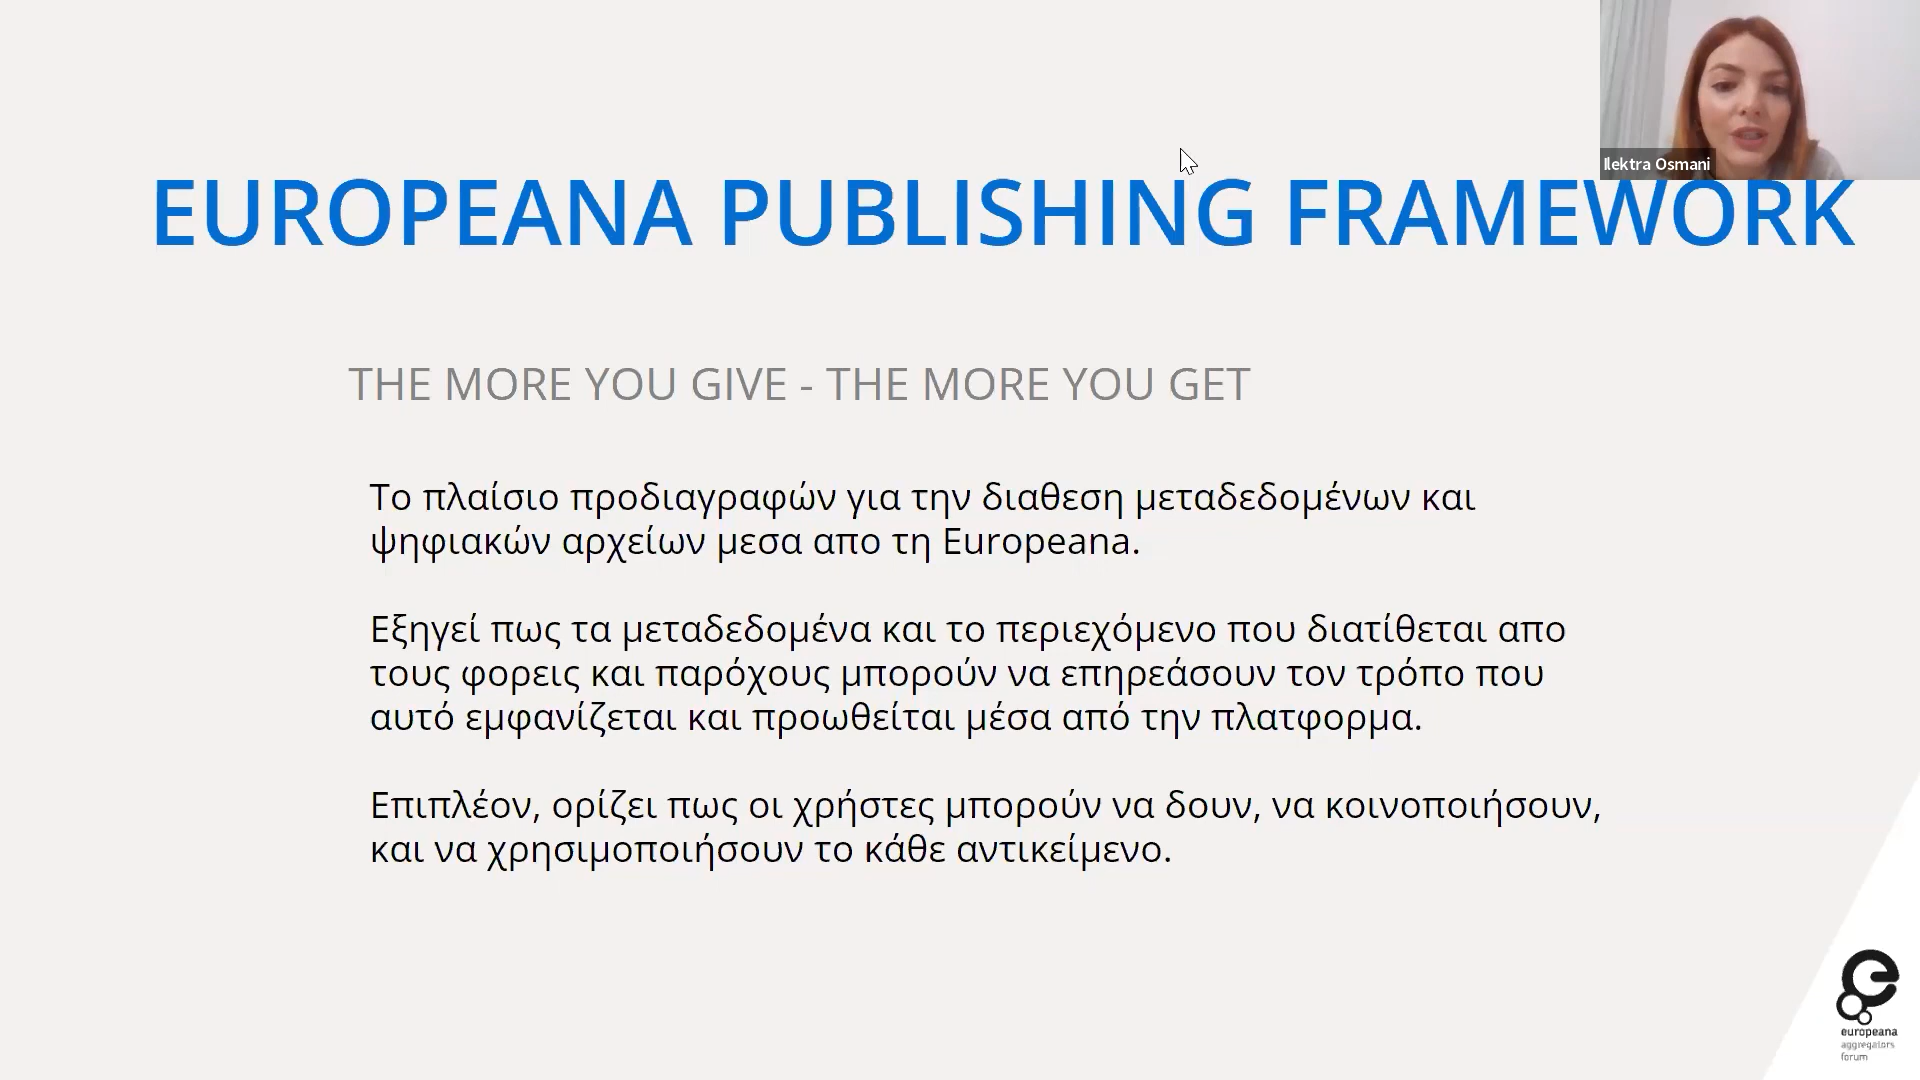 Ilektra Osmani
EUROPEANA PUBLISHING FRAMEWORK
THE MORE YOU GIVE - THE MORE YOU GET
Το πλαίσιο προδιαγραφών για την διαθεση μεταδεδομένων και
ψηφιακών αρχείων μεσα απο τη Europeana.
Εξηγεί πως τα μεταδεδομένα και το περιεχόμενο που διατίθεται απο
τους φορεις και παρόχους μπορούν να επηρεάσουν τον τρόπο που
αυτό εμφανίζεται και προωθείται μέσα από την πλατφορμα.
Επιπλέον, ορίζει πως οι χρήστες μπορούν να δουν, να κοινοποιήσουν,
και να χρησιμοποιήσουν το κάθε αντικείμενο.
europeana
aggregators
forum